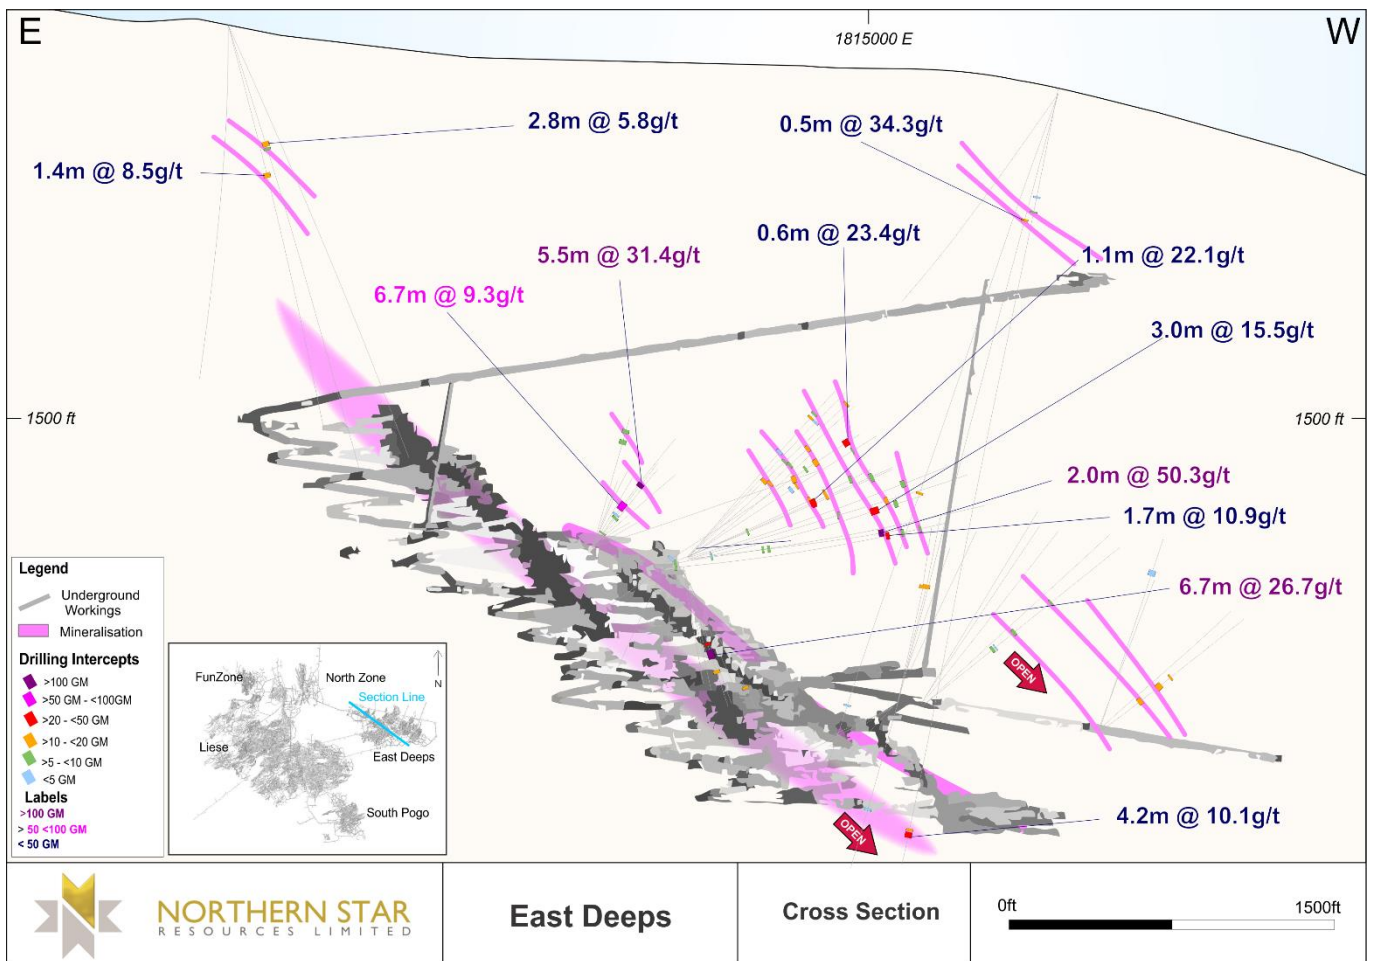 E
W
1815000 E
2.8m @ 5.8g/t
0.5m @ 34.3g/t
1.4m @ 8.5g/t
0.6m @ 23.4g/t
5.5m @ 31.4g/t
1.1m @ 22.1g/t
6.7m @ 9.3g/t
3.0m @ 15.5g/t
1500 ft
1500 ft
2.0m @ 50.3g/t
1.7m @ 10.9g/t
6.7m @ 26.7g/t
OPEN
OPEN
4.2m @ 10.1g/t
Legend
Underground
Workings
Mineralisation
Drilling Intercepts
>100 GM
>50 GM - <100GM
>20 - <50 GM
>10 - <20 GM
>5 - <10 GM
<5 GM
Labels
>100 GM
> 50 <100 GM
< 50 GM
FunZone
North Zone
N
Section Line
Liese
East Deeps
South Pogo
NORTHERN STAR
RESOURCES LIMITED
East Deeps
Cross Section
0ft
1500ft